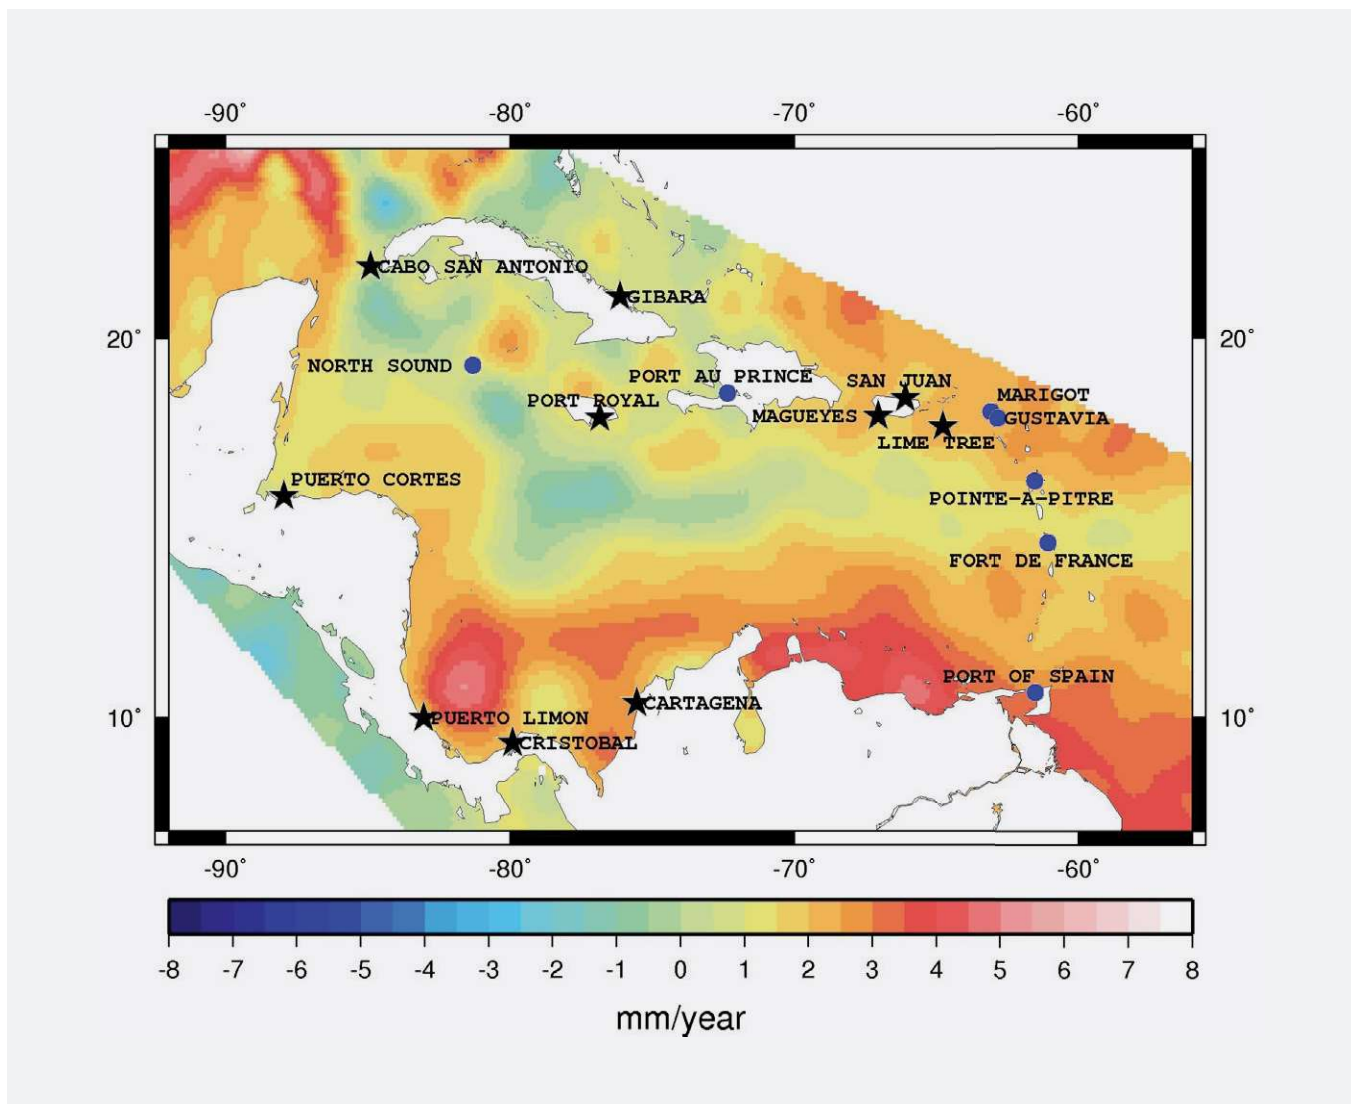 -90° -80° -70° -60°
CABO SAN ANTONIO
GIBARA
20° 20°
NORTH SOUND
PORT AU PRINCE
SAN JUAN
MARIGOT
PORT ROYAL
MAGUEYES
GUSTAVIA
LIME TREE
PUERTO CORTES
POINTE-A-PITRE
FORT DE FRANCE
PORT OF SPAIN
CARTAGENA
10° 10°
PUERTO LIMON
CRISTOBAL
-90° -80° -70° -60°
-8 -7 -6 -5 -4 -3 -2 -1 0 1 2 3 4 5 6 7 8
mm/year